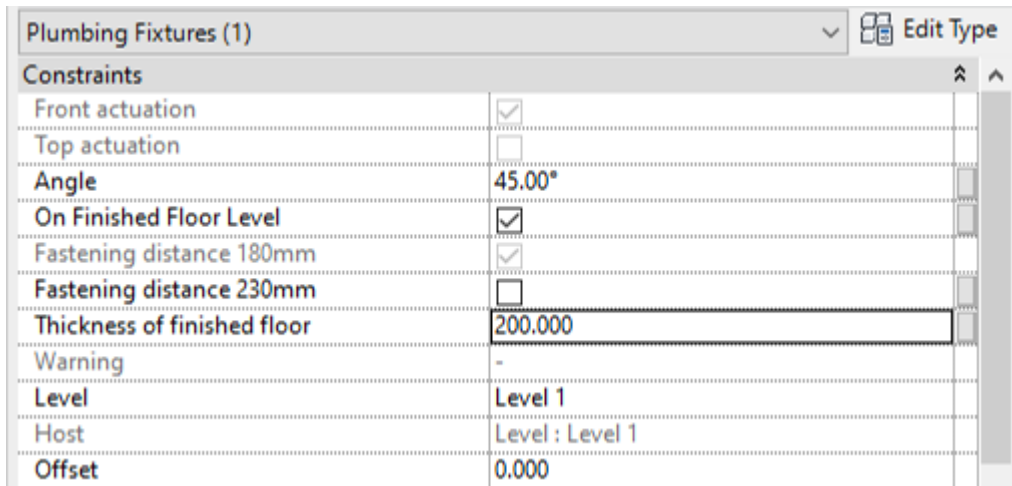 Plumbing Fixtures (1) Edit Type
Constraints
Front actuation
Top actuation
Angle 45.00°
On Finished Floor Level
Fastening distance 180mm
Fastening distance 230mm
Thickness of finished floor 200.000
Warning -
Level Level 1
Host Level : Level 1
Offset 0.000